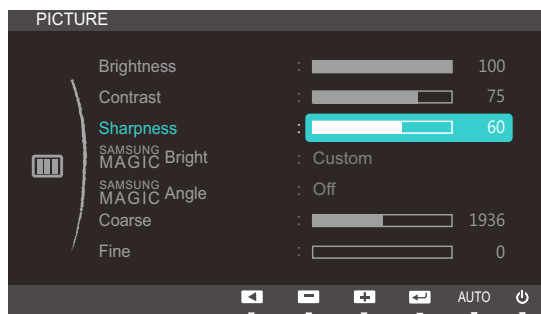 PICTURE
Brightness : 100
Contrast : 75
Sharpness : 60
SAMSUNG MAGIC Bright : Custom
SAMSUNG MAGIC Angle : Off
Coarse : 1936
Fine : 0
AUTO